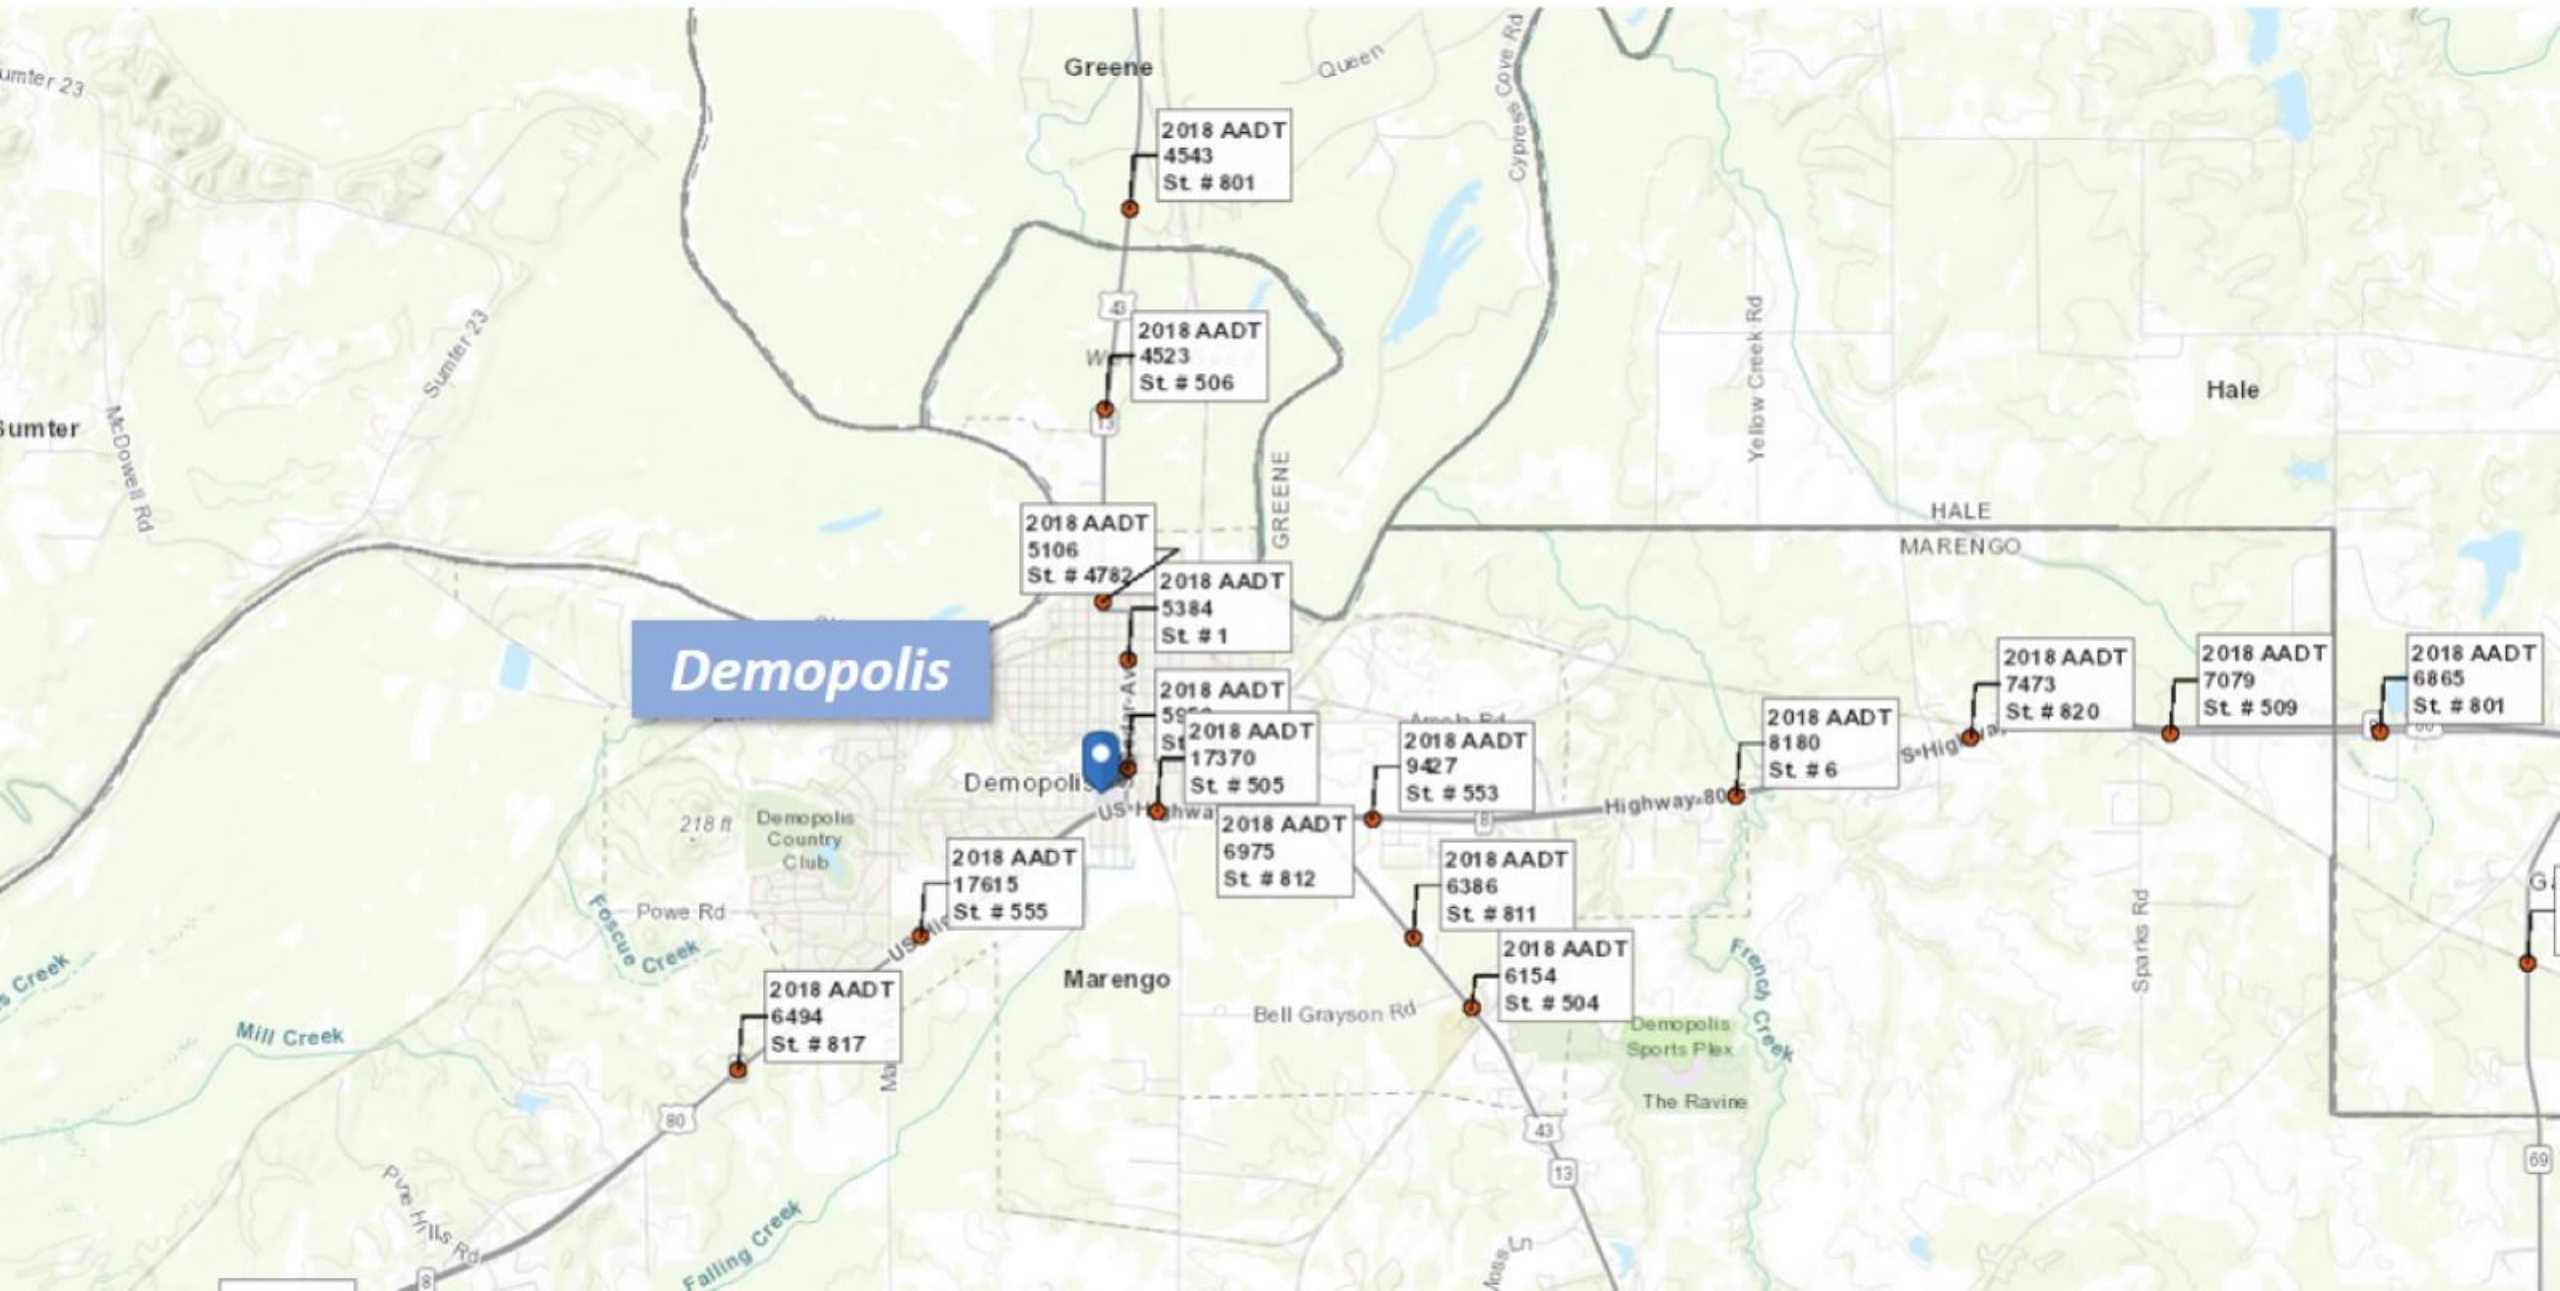 Greene
Queen
Cypress Cove Rd
umter 23
2018 AADT
4543
St. # 801
43
2018 AADT
4523
St. # 506
13
Sumter 23
McDowell Rd
Sumter
Yellow Creek Rd
Hale
GREENE
HALE
MARENGO
2018 AADT
5106
St. # 4782
2018 AADT
5384
St. # 1
Demopolis
2018 AADT
2018 AADT
17370
St. # 505
2018 AADT
9427
St. # 553
2018 AADT
8180
St. # 6
2018 AADT
7473
St. # 820
2018 AADT
7079
St. # 509
2018 AADT
6865
St. # 801
Demopolis
US Highwa
8
Highway 80
S Highway
218 ft
Demopolis
Country
Club
2018 AADT
6975
St. # 812
2018 AADT
17615
St. # 555
2018 AADT
6386
St. # 811
Powe Rd
Foscue Creek
2018 AADT
6154
St. # 504
Marengo
Bell Grayson Rd
Demopolis
Sports Plex
The Ravine
French Creek
Sparks Rd
s Creek
Mill Creek
2018 AADT
6494
St. # 817
80
43
13
69
Pine Hills Rd
8
Falling Creek